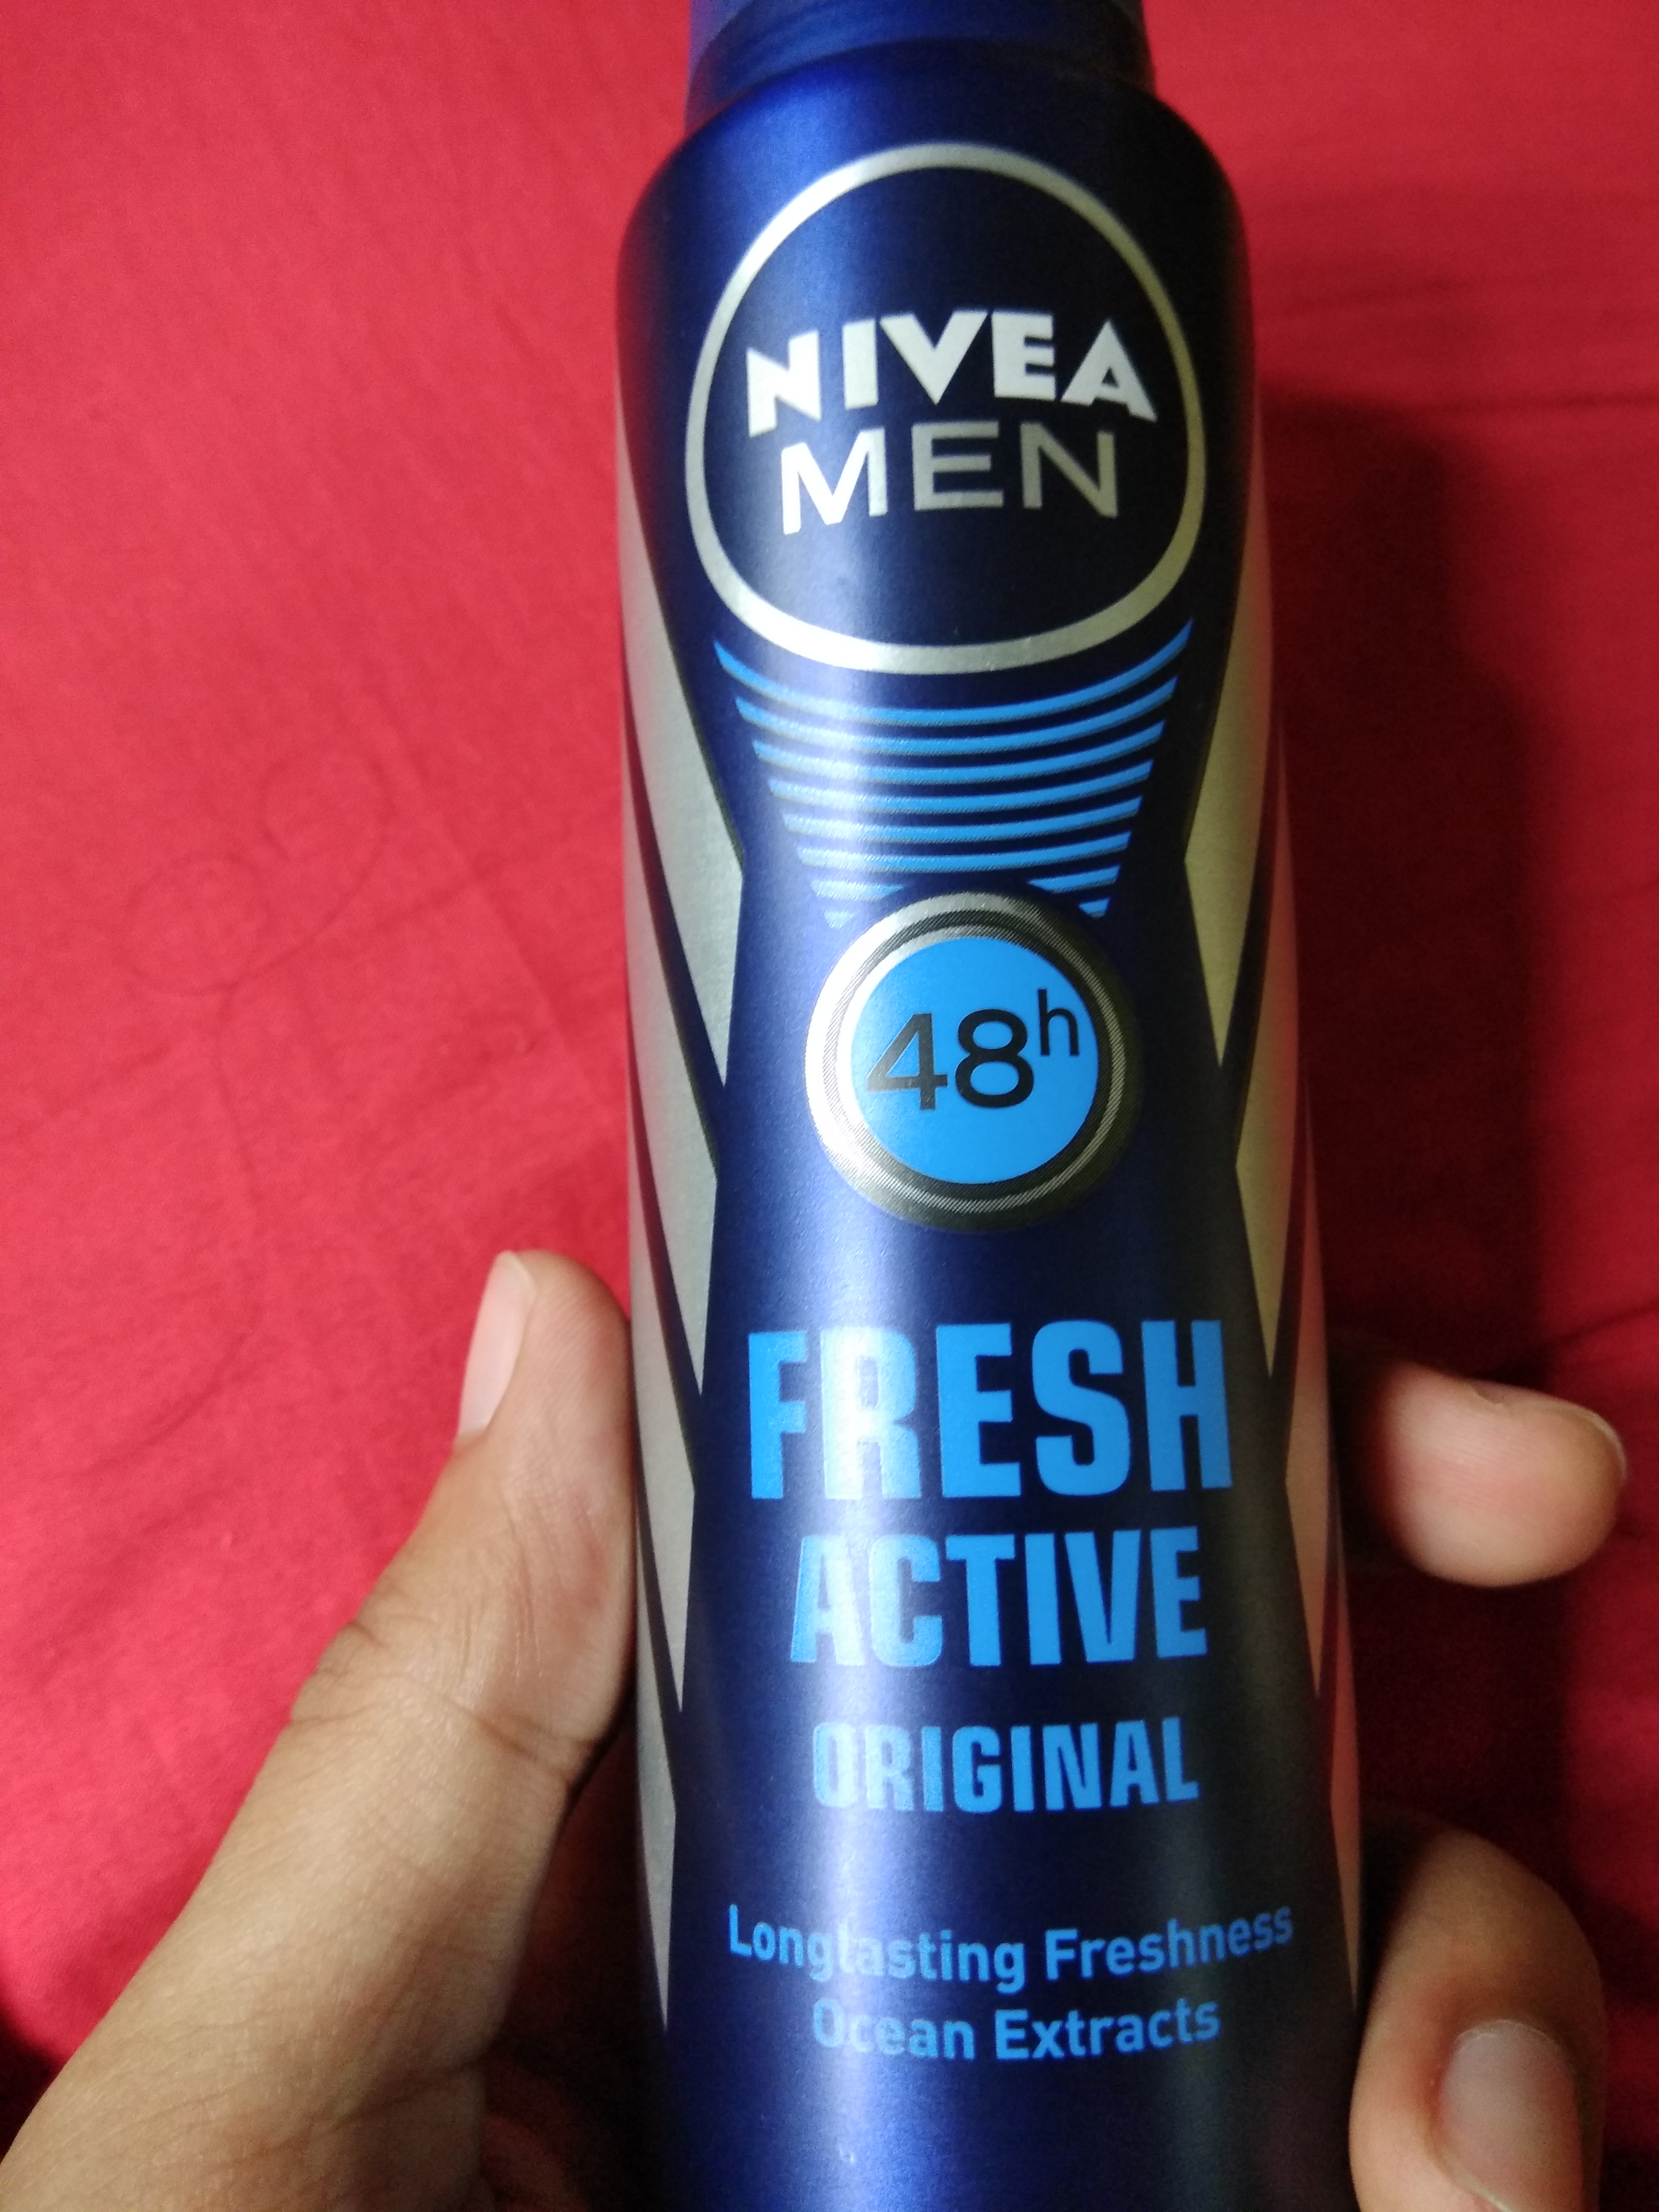 NIVEA
MEN
48h
FRESH
ACTIVE
ORIGINAL
Longlasting Freshness
Ocean Extracts